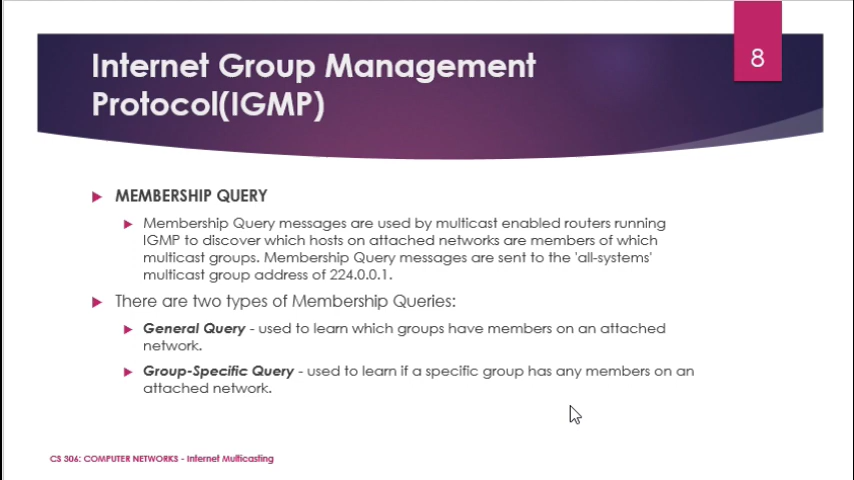 8
Internet Group Management
Protocol(IGMP)
MEMBERSHIP QUERY
Membership Query messages are used by multicast enabled routers running
IGMP to discover which hosts on attached networks are members of which
multicast groups. Membership Query messages are sent to the 'all-systems'
multicast group address of 224.0.0.1.
There are two types of Membership Queries:
General Query - used to learn which groups have members on an attached
network.
Group-Specific Query - used to learn if a specific group has any members on an
attached network.
CS 306: COMPUTER NETWORKS - Internet Multicasting